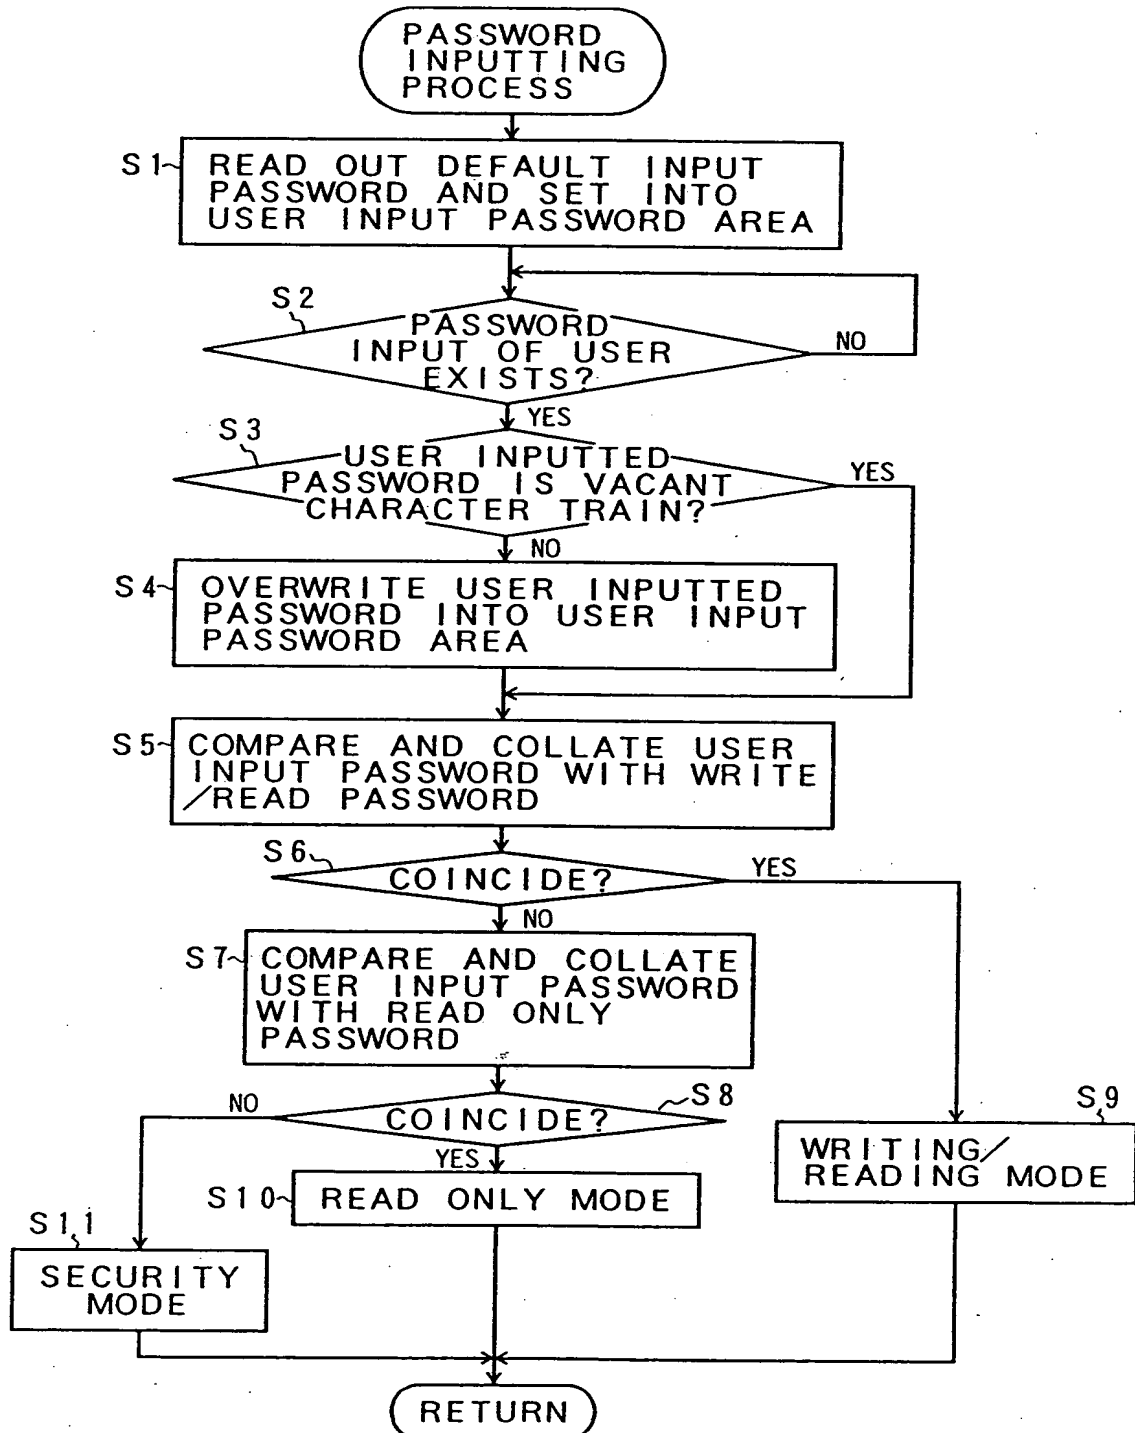 PASSWORD
INPUTTING
PROCESS
S1
READ OUT DEFAULT INPUT
PASSWORD AND SET INTO
USER INPUT PASSWORD AREA
S2
PASSWORD
INPUT OF USER
EXISTS?
NO
YES
S3
USER INPUTTED
PASSWORD IS VACANT
CHARACTER TRAIN?
YES
NO
S4
OVERWRITE USER INPUTTED
PASSWORD INTO USER INPUT
PASSWORD AREA
S5
COMPARE AND COLLATE USER
INPUT PASSWORD WITH WRITE
/READ PASSWORD
S6
COINCIDE?
YES
NO
S7
COMPARE AND COLLATE
USER INPUT PASSWORD
WITH READ ONLY
PASSWORD
S8
COINCIDE?
NO
YES
S9
WRITING/
READING MODE
S10
READ ONLY MODE
S11
SECURITY
MODE
RETURN